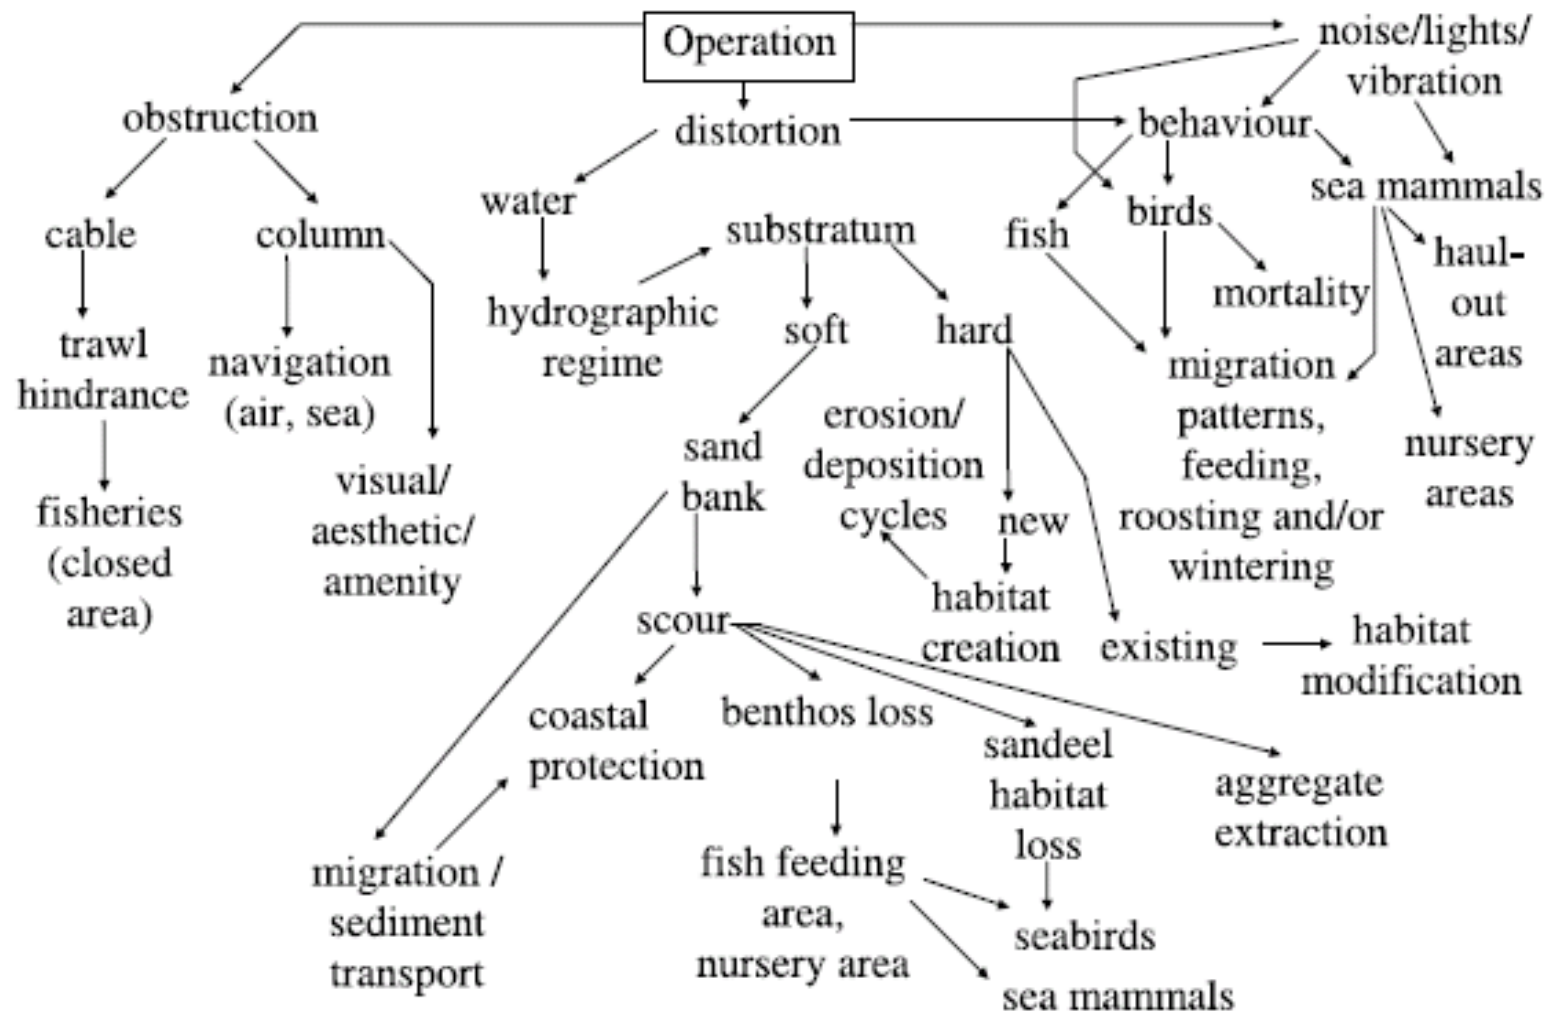 Operation
noise/lights/
vibration
obstruction
distortion
behaviour
sea mammals
cable
column
water
substratum
fish
birds
haul-
out
areas
mortality
trawl
hindrance
navigation
(air, sea)
hydrographic
regime
soft
hard
migration
patterns,
feeding,
roosting and/or
wintering
nursery
areas
fisheries
(closed
area)
visual/
aesthetic/
amenity
sand
bank
erosion/
deposition
cycles
new
habitat
creation
existing
habitat
modification
scour
coastal
protection
benthos loss
sandeel
habitat
loss
aggregate
extraction
migration /
sediment
transport
fish feeding
area,
nursery area
seabirds
sea mammals